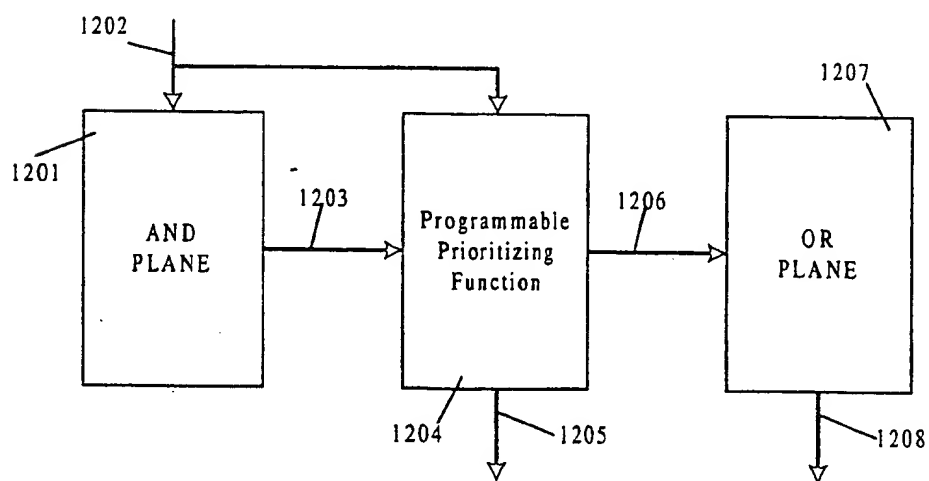 1202
1207
1201
1203
1206
AND
PLANE
Programmable
Prioritizing
Function
OR
PLANE
1204
1205
1208